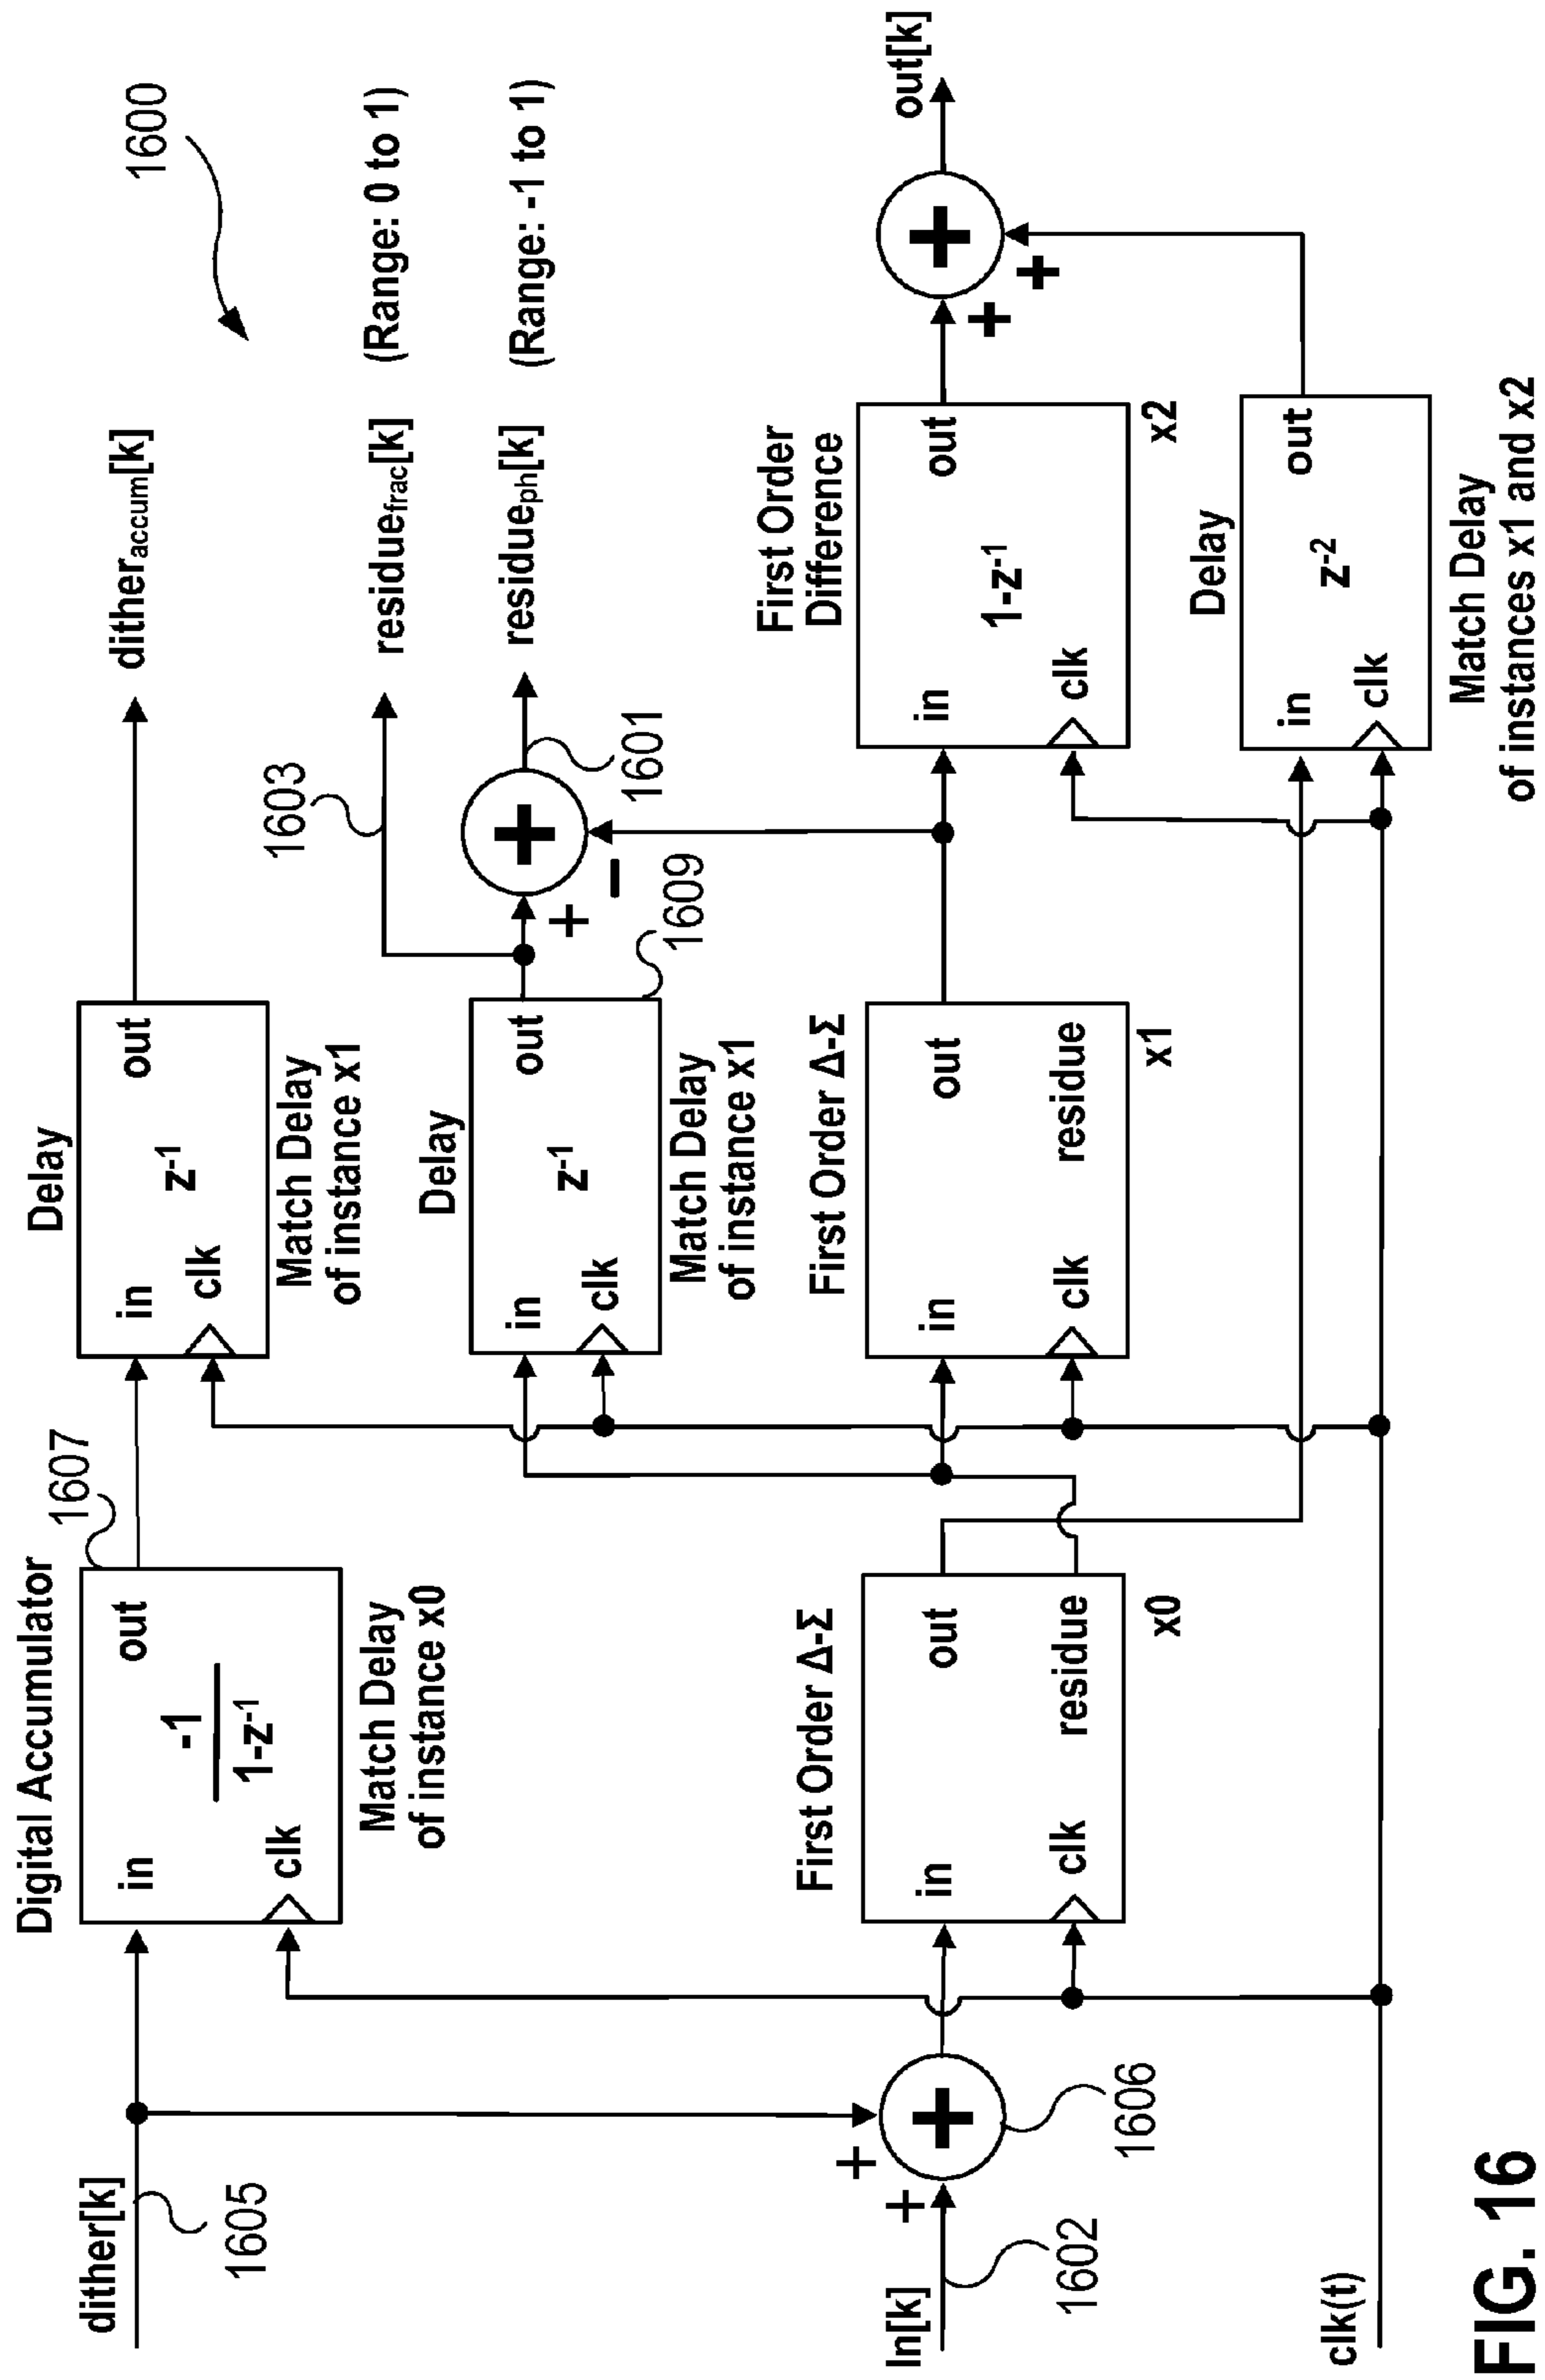 1600
dither[k]
1605
Digital Accumulator
1607
in
out
-1
1-z-1
clk
Match Delay
of instance x0
Delay
in
out
z-1
clk
Match Delay
of instance x1
ditheraccum[k]
1603
residuefrac[k]
(Range: 0 to 1)
Delay
in
out
z-1
clk
Match Delay
of instance x1
1609
+
−
+
1601
residueph[k]
(Range: -1 to 1)
In[k]
1602
+
+
+
1606
First Order Δ-Σ
in
out
clk
residue
x0
First Order Δ-Σ
in
out
clk
residue
x1
First Order
Difference
in
out
1-z-1
clk
x2
+
+
+
out[k]
Delay
in
out
z-2
clk
Match Delay
of instances x1 and x2
clk(t)
FIG. 16